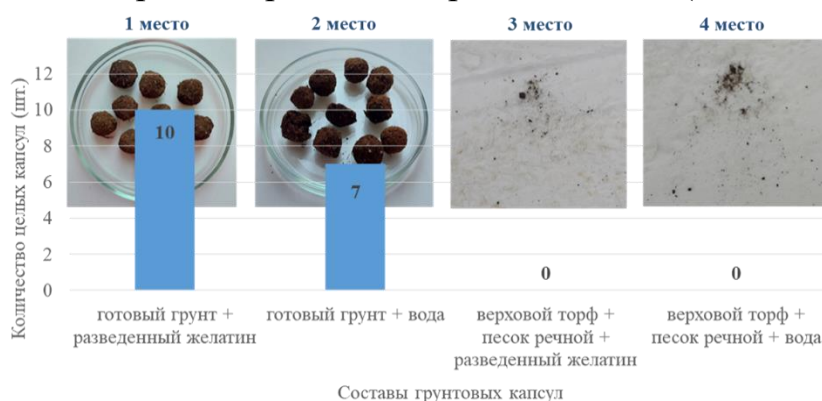 1 место
2 место
3 место
4 место
Количество целых капсул (шт.)
12
10
8
6
4
2
0
10
7
0
0
готовый грунт +
разведенный желатин
готовый грунт + вода
верховой торф +
песок речной +
разведенный желатин
верховой торф +
песок речной + вода
Составы грунтовых капсул